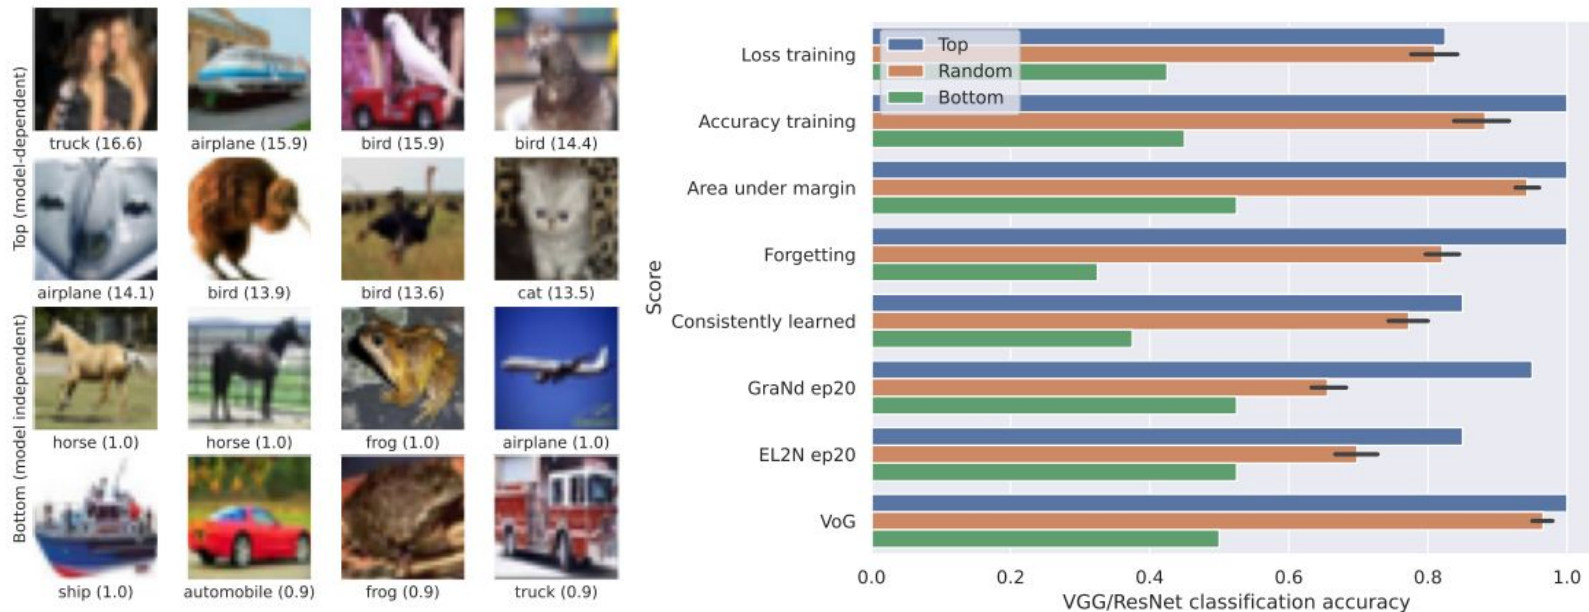 Top (model-dependent)
truck (16.6)
airplane (15.9)
bird (15.9)
bird (14.4)
airplane (14.1)
bird (13.9)
bird (13.6)
cat (13.5)
Bottom (model independent)
horse (1.0)
horse (1.0)
frog (1.0)
airplane (1.0)
ship (1.0)
automobile (0.9)
frog (0.9)
truck (0.9)
Score
Loss training
Accuracy training
Area under margin
Forgetting
Consistently learned
GraNd ep20
EL2N ep20
VoG
Top
Random
Bottom
0.0
0.2
0.4
0.6
0.8
1.0
VGG/ResNet classification accuracy